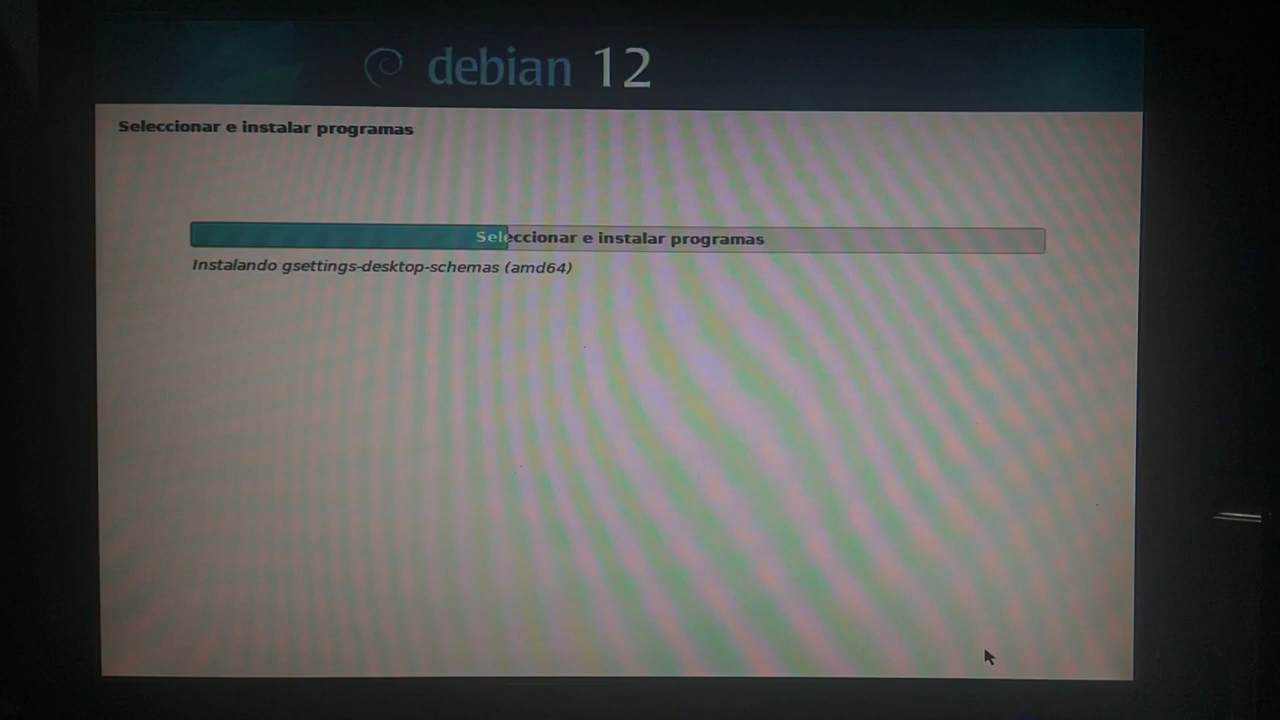 debian 12
Seleccionar e instalar programas
Seleccionar e instalar programas
Instalando gsettings-desktop-schemas (amd64)